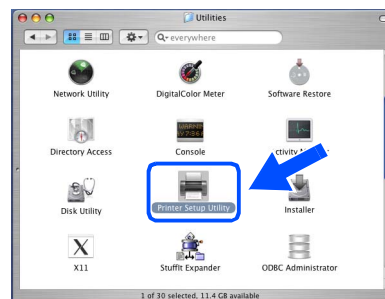 Utilities
everywhere
Network Utility
DigitalColor Meter
Software Restore
Directory Access
Console
Disk Utility
Printer Setup Utility
Installer
X11
StuffIt Expander
ODBC Administrator
1 of 30 selected, 11.4 GB available